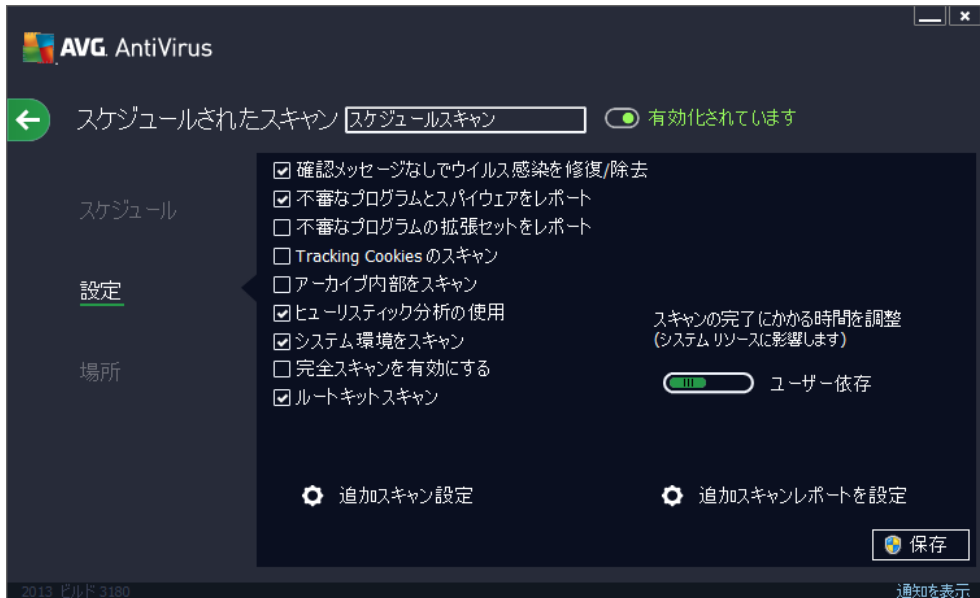 AVG. AntiVirus
スケジュールされたスキャン スケジュールスキャン 有効化されています
スケジュール
設定
場所
確認メッセージなしでウイルス感染を修復/除去
不審なプログラムとスパイウェアをレポート
不審なプログラムの拡張セットをレポート
Tracking Cookies のスキャン
アーカイブ内部をスキャン
ヒューリスティック分析の使用
システム環境をスキャン
完全スキャンを有効にする
ルートキットスキャン
スキャンの完了にかかる時間を調整
(システム リソースに影響します)
ユーザー依存
追加スキャン設定
追加スキャンレポートを設定
保存
2013 ビルド 3180
通知を表示